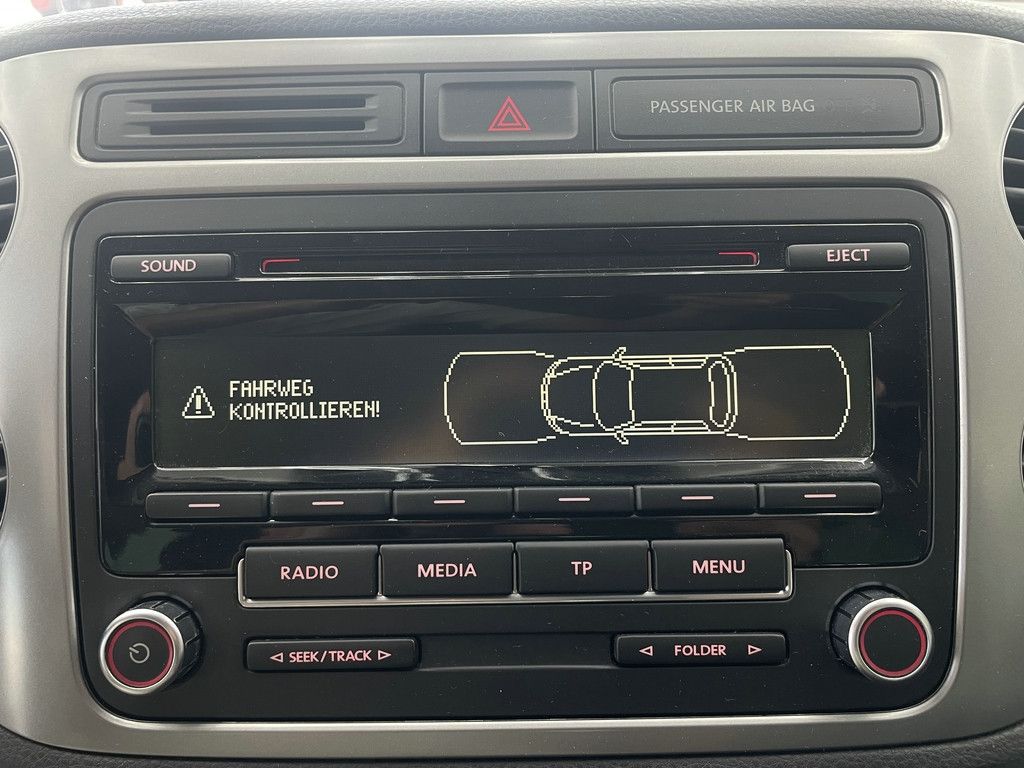 PASSENGER AIR BAG
SOUND
EJECT
FAHRWEG
KONTROLLIEREN!
RADIO
MEDIA
TP
MENU
SEEK/TRACK
FOLDER